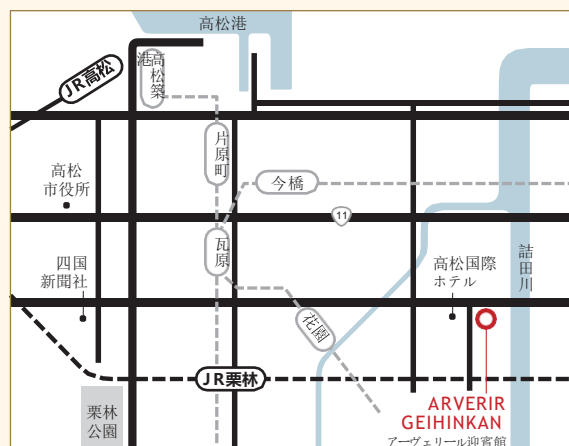 高松港
JR高松
高松築
港
片原町
高松
市役所
今橋
11
瓦原
詰田川
四国
新聞社
高松国際
ホテル
花園
JR栗林
栗林
公園
ARVERIR
GEIHINKAN
アーヴェリール迎賓館